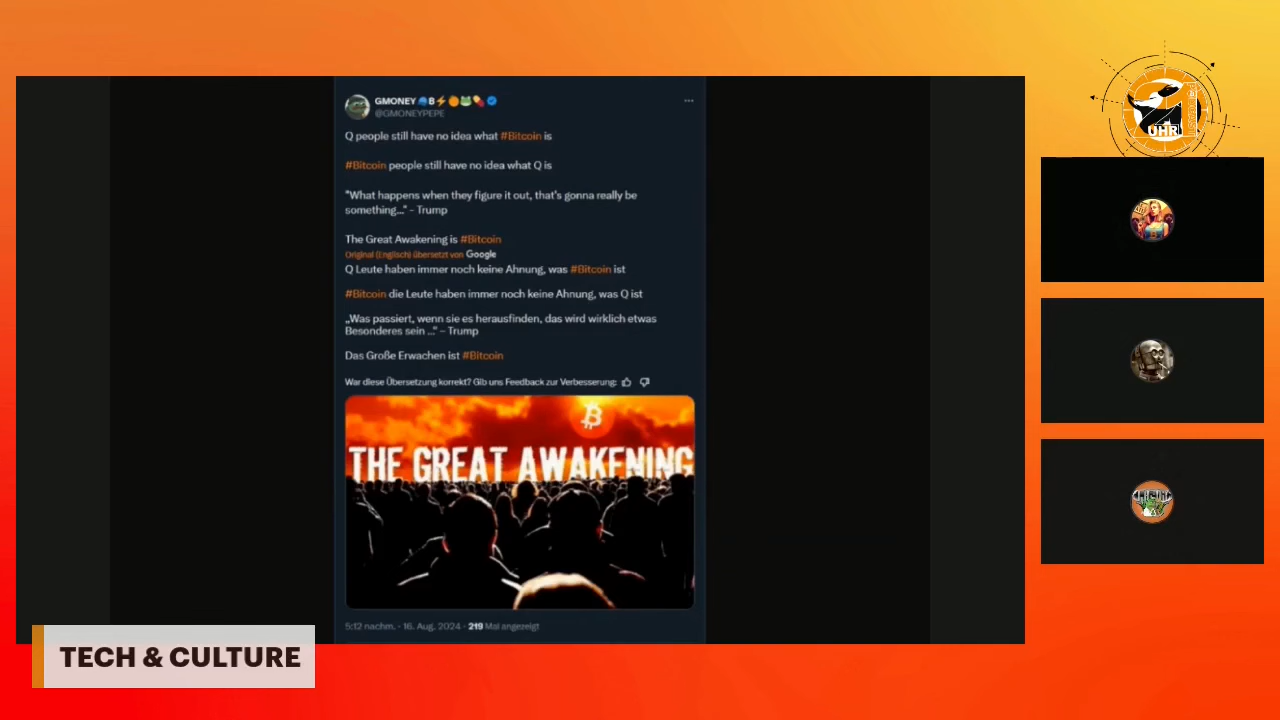 GMONEY
@GMONEYPEPE
Q people still have no idea what #Bitcoin is
#Bitcoin people still have no idea what Q is
"What happens when they figure it out, that's gonna really be
something..." – Trump
The Great Awakening is #Bitcoin
Original (Englisch) übersetzt von Google
Q Leute haben immer noch keine Ahnung, was #Bitcoin ist
#Bitcoin die Leute haben immer noch keine Ahnung, was Q ist
„Was passiert, wenn sie es herausfinden, das wird wirklich etwas
Besonderes sein ..." – Trump
Das Große Erwachen ist #Bitcoin
War diese Übersetzung korrekt? Gib uns Feedback zur Verbesserung:
THE GREAT AWAKENING
5:12 nachm. · 16. Aug. 2024 · 219 Mal angezeigt
TECH & CULTURE
21
UHR